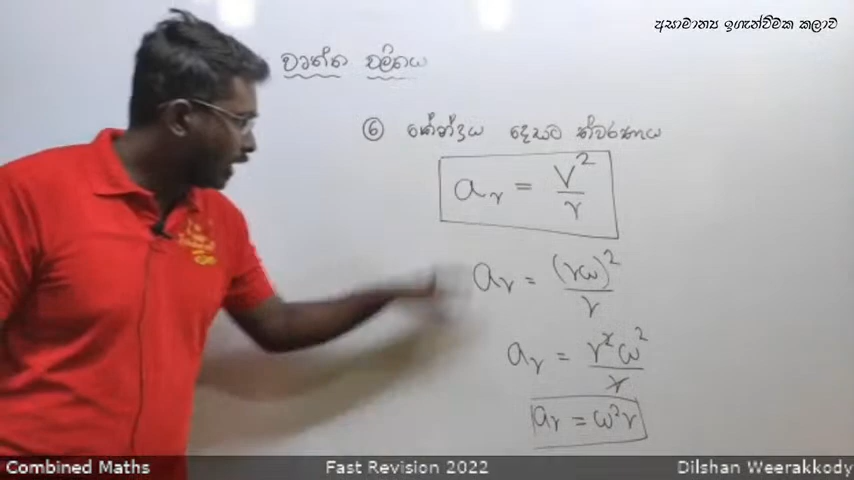 අසාමාන්‍ය ඉගැන්වීමක කලාව
වෘත්ත චලිතය
⑥ කේන්ද්‍රය දෙසට ත්වරණය
aᵣ = V²/r
aᵣ = (rω)²/r
aᵣ = r²ω²/r
aᵣ = ω²r
Combined Maths Fast Revision 2022 Dilshan Weerakkody